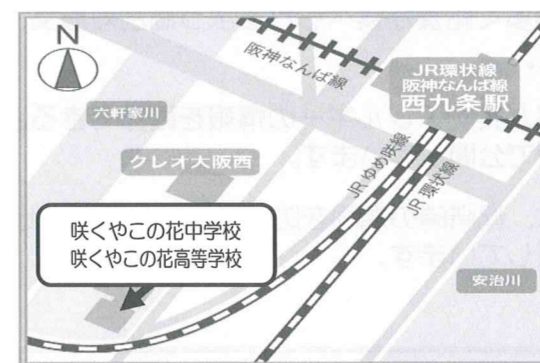 N
阪神なんば線
JR環状線
阪神なんば線
西九条駅
六軒家川
クレオ大阪西
JRゆめ咲線
JR環状線
咲くやこの花中学校
咲くやこの花高等学校
安治川